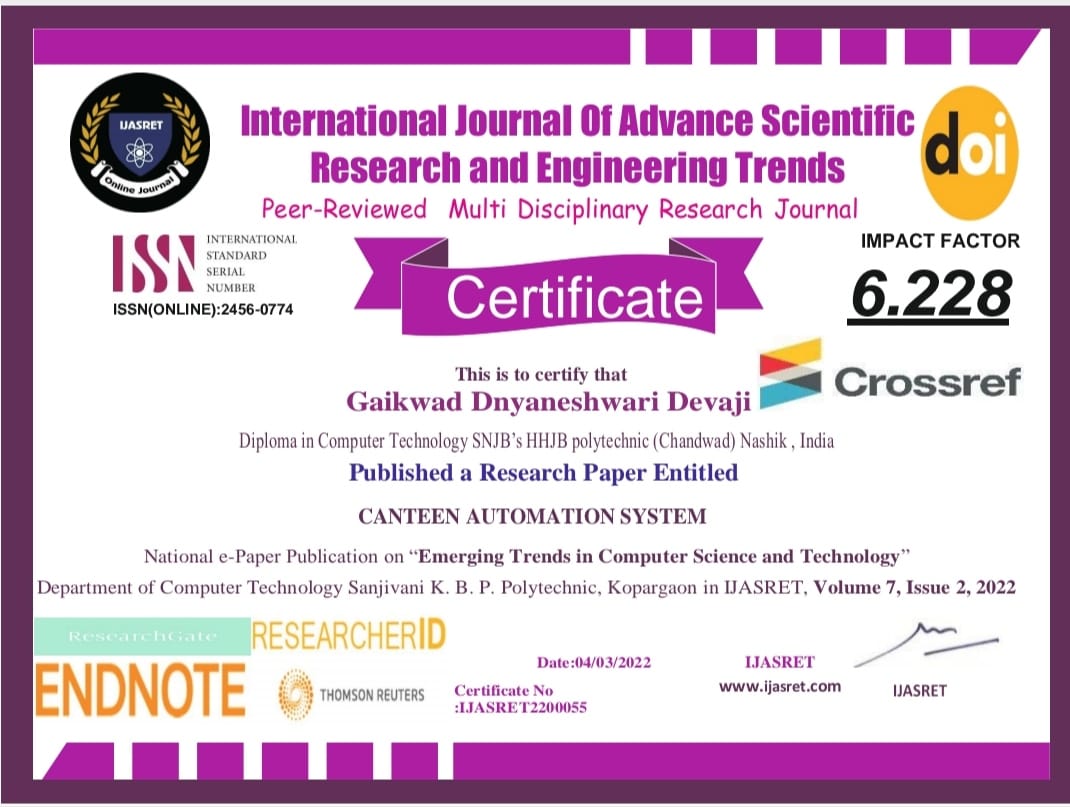 IJASRET
Online Journal
International Journal Of Advance Scientific
Research and Engineering Trends
Peer-Reviewed Multi Disciplinary Research Journal
doi
ISSN
INTERNATIONAL
STANDARD
SERIAL
NUMBER
ISSN(ONLINE):2456-0774
Certificate
IMPACT FACTOR
6.228
Crossref
This is to certify that
Gaikwad Dnyaneshwari Devaji
Diploma in Computer Technology SNJB’s HHJB polytechnic (Chandwad) Nashik , India
Published a Research Paper Entitled
CANTEEN AUTOMATION SYSTEM
National e-Paper Publication on “Emerging Trends in Computer Science and Technology”
Department of Computer Technology Sanjivani K. B. P. Polytechnic, Kopargaon in IJASRET, Volume 7, Issue 2, 2022
ResearchGate
RESEARCHERID
ENDNOTE
THOMSON REUTERS
Date:04/03/2022
Certificate No
:IJASRET2200055
IJASRET
www.ijasret.com
IJASRET